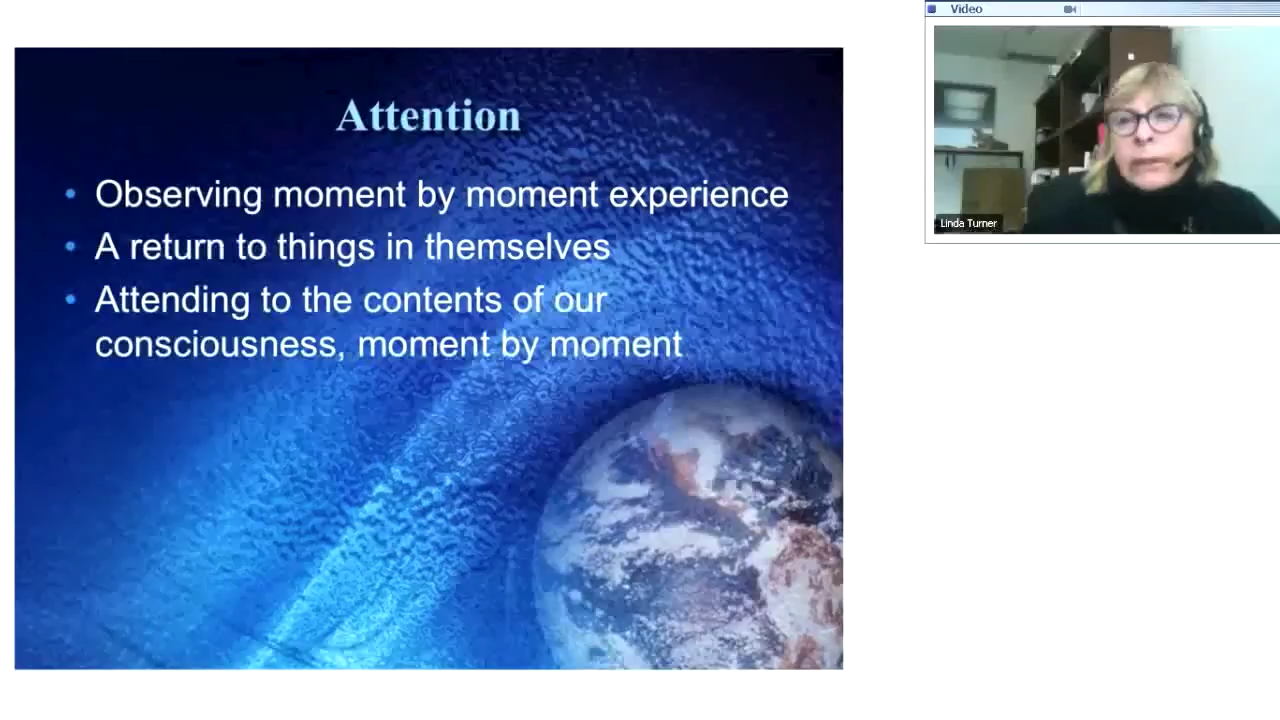 Attention
• Observing moment by moment experience
• A return to things in themselves
• Attending to the contents of our
consciousness, moment by moment
Video
Linda Turner